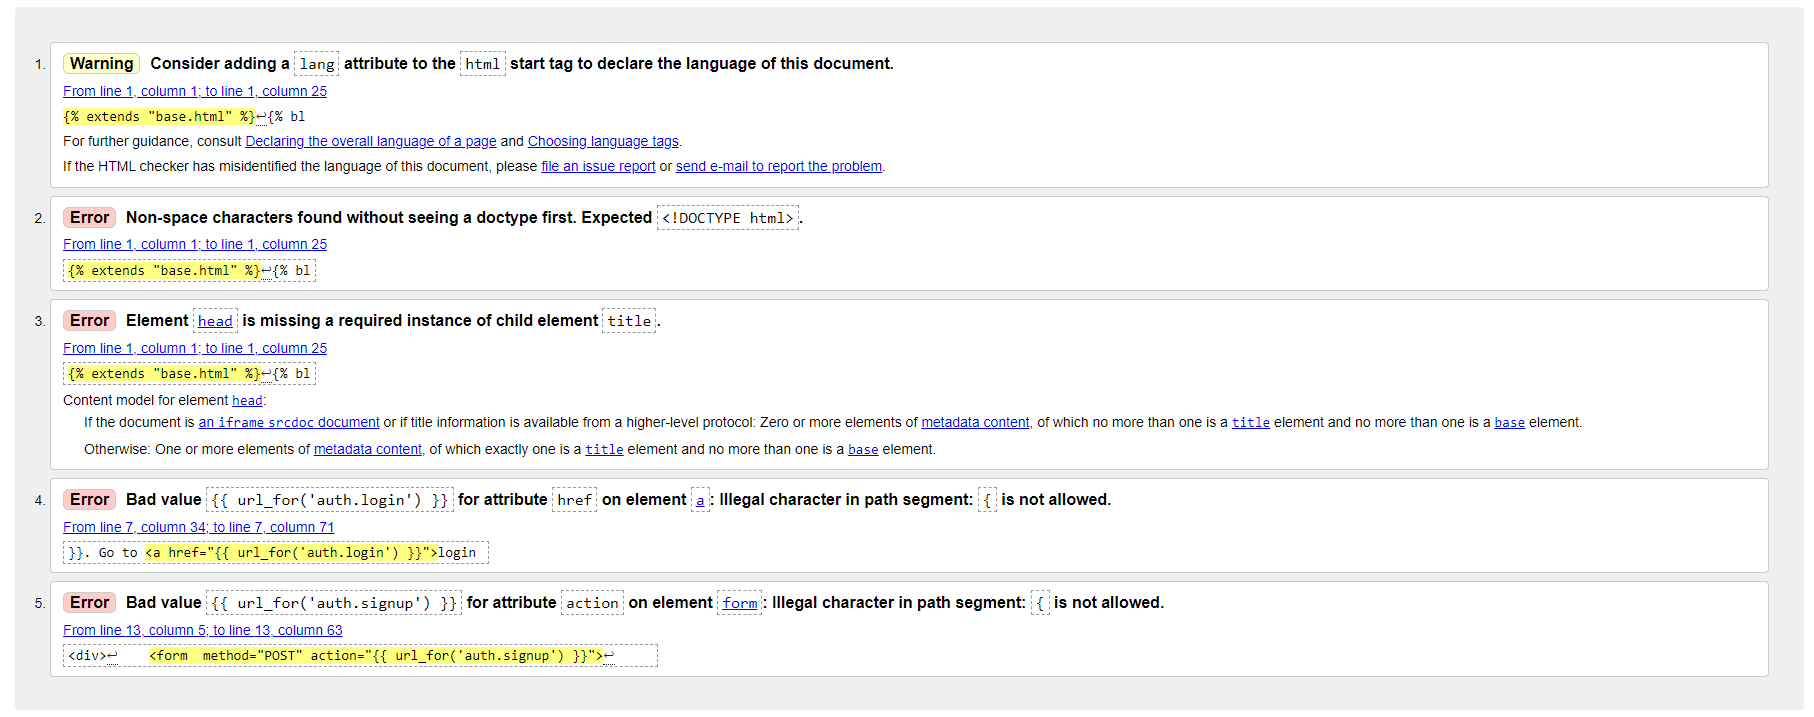 1. Warning Consider adding a lang attribute to the html start tag to declare the language of this document.
From line 1, column 1; to line 1, column 25
{% extends "base.html" %}↩{% bl
For further guidance, consult Declaring the overall language of a page and Choosing language tags.
If the HTML checker has misidentified the language of this document, please file an issue report or send e-mail to report the problem.
2. Error Non-space characters found without seeing a doctype first. Expected <!DOCTYPE html>.
From line 1, column 1; to line 1, column 25
{% extends "base.html" %}↩{% bl
3. Error Element head is missing a required instance of child element title.
From line 1, column 1; to line 1, column 25
{% extends "base.html" %}↩{% bl
Content model for element head:
If the document is an iframe srcdoc document or if title information is available from a higher-level protocol: Zero or more elements of metadata content, of which no more than one is a title element and no more than one is a base element.
Otherwise: One or more elements of metadata content, of which exactly one is a title element and no more than one is a base element.
4. Error Bad value {{ url_for('auth.login') }} for attribute href on element a: Illegal character in path segment: { is not allowed.
From line 7, column 34; to line 7, column 71
}}. Go to <a href="{{ url_for('auth.login') }}">login
5. Error Bad value {{ url_for('auth.signup') }} for attribute action on element form: Illegal character in path segment: { is not allowed.
From line 13, column 5; to line 13, column 63
<div>↩    <form  method="POST" action="{{ url_for('auth.signup') }}">↩